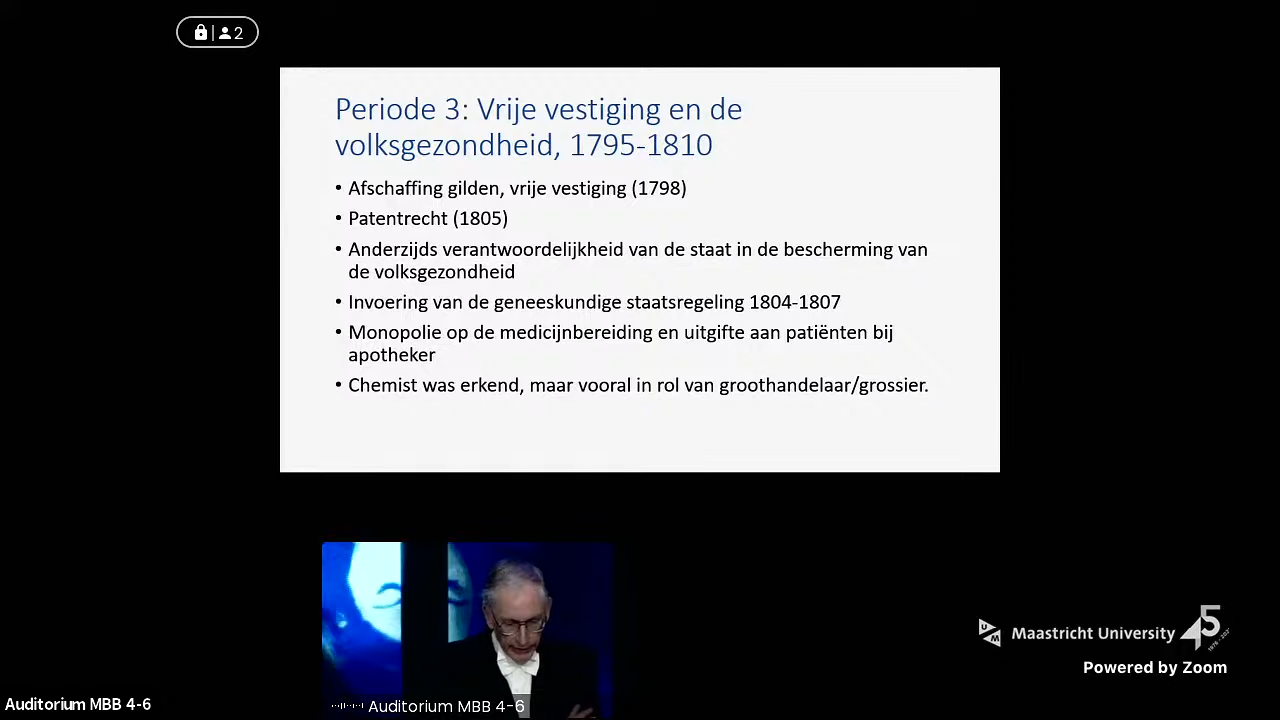 2
Periode 3: Vrije vestiging en de
volksgezondheid, 1795-1810
• Afschaffing gilden, vrije vestiging (1798)
• Patentrecht (1805)
• Anderzijds verantwoordelijkheid van de staat in de bescherming van
de volksgezondheid
• Invoering van de geneeskundige staatsregeling 1804-1807
• Monopolie op de medicijnbereiding en uitgifte aan patiënten bij
apotheker
• Chemist was erkend, maar vooral in rol van groothandelaar/grossier.
UM Maastricht University 45
Powered by Zoom
Auditorium MBB 4-6
Auditorium MBB 4-6